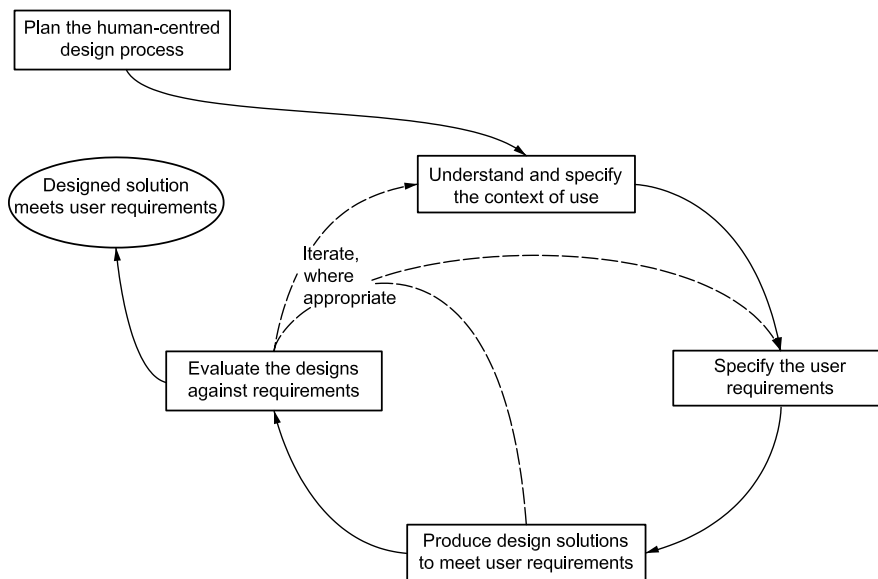 Plan the human-centred
design process
Understand and specify
the context of use
Designed solution
meets user requirements
Iterate,
where
appropriate
Evaluate the designs
against requirements
Specify the user
requirements
Produce design solutions
to meet user requirements